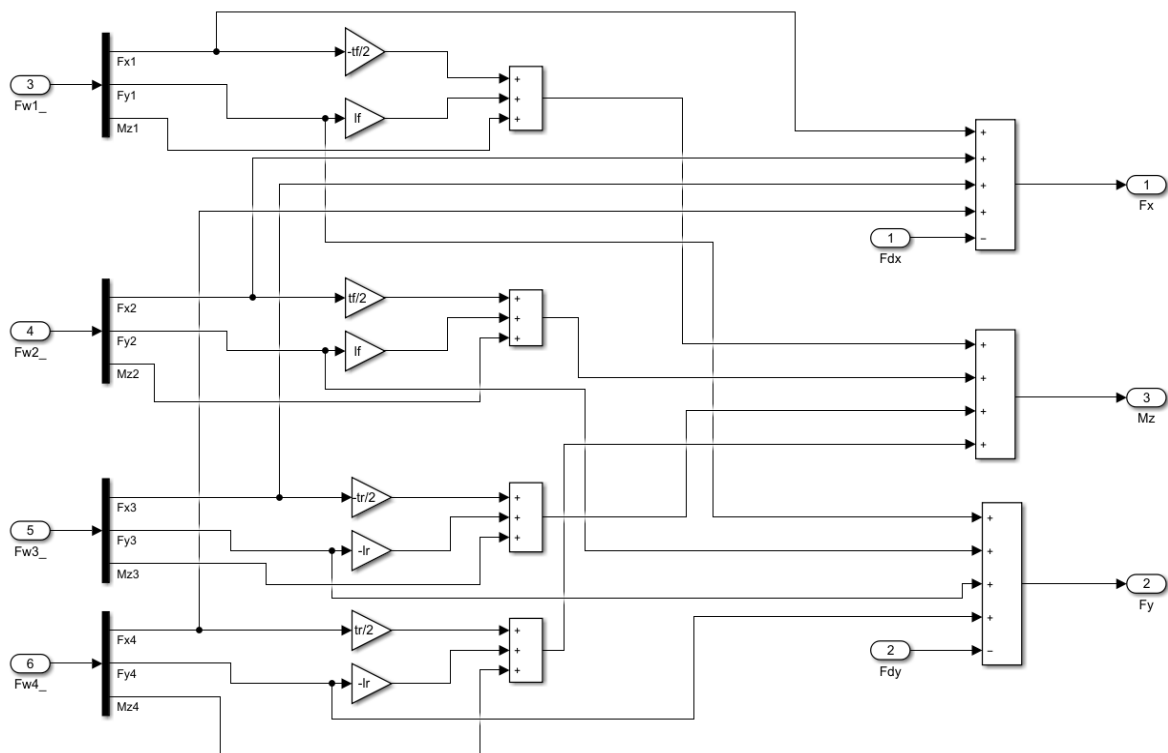 Fx1
-tf/2
3
Fw1_
Fy1
lf
Mz1
+
+
+
+
+
+
+
−
1
Fx
1
Fdx
Fx2
tf/2
4
Fw2_
Fy2
lf
Mz2
+
+
+
+
+
+
+
3
Mz
Fx3
-tr/2
5
Fw3_
Fy3
-lr
Mz3
+
+
+
+
+
+
+
−
2
Fy
2
Fdy
Fx4
tr/2
6
Fw4_
Fy4
-lr
Mz4
+
+
+